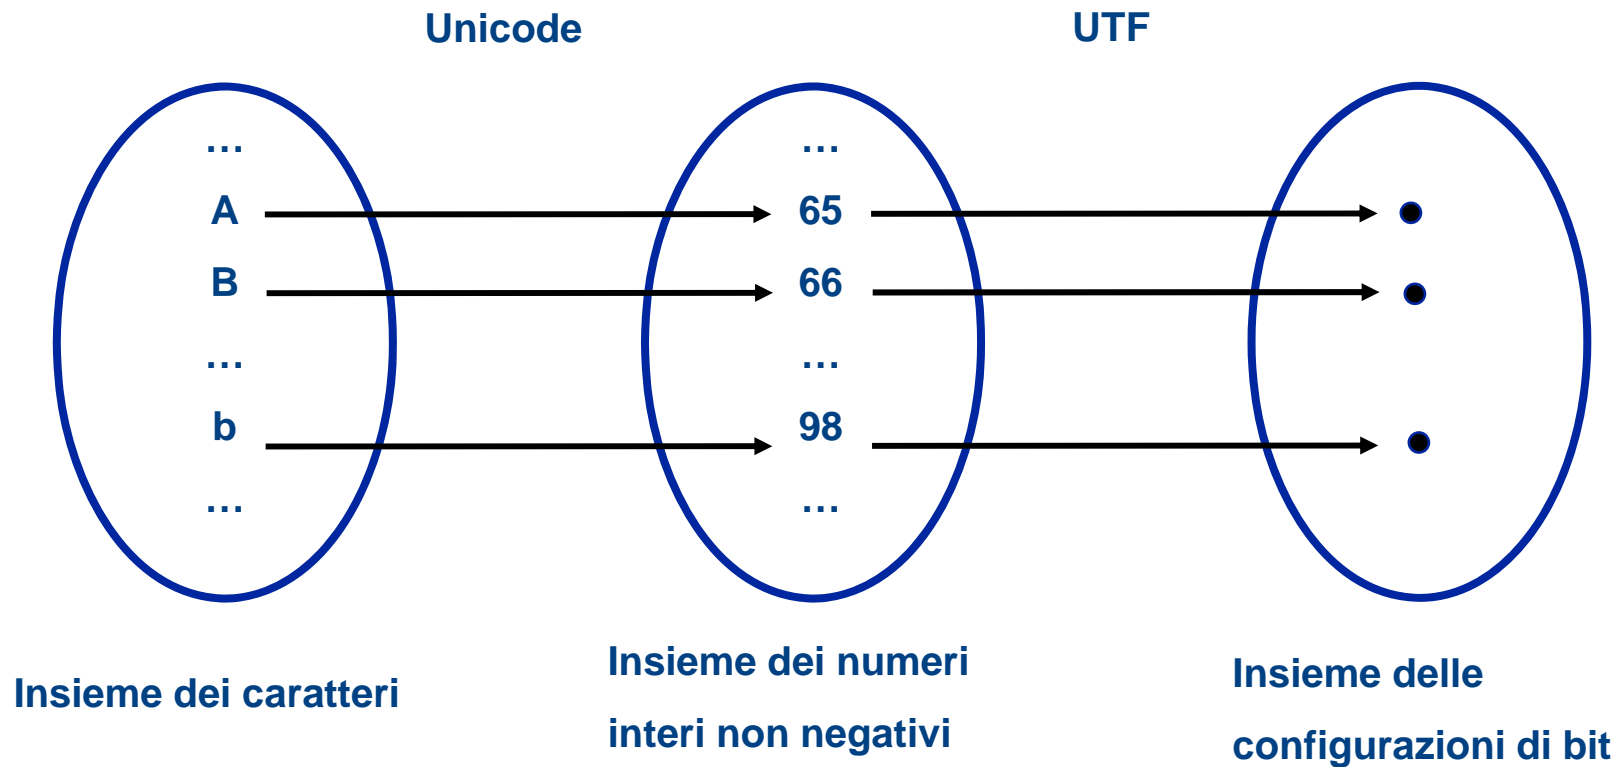 Unicode
UTF
…
A
B
…
b
…
…
65
66
…
98
…
Insieme dei caratteri
Insieme dei numeri
interi non negativi
Insieme delle
configurazioni di bit